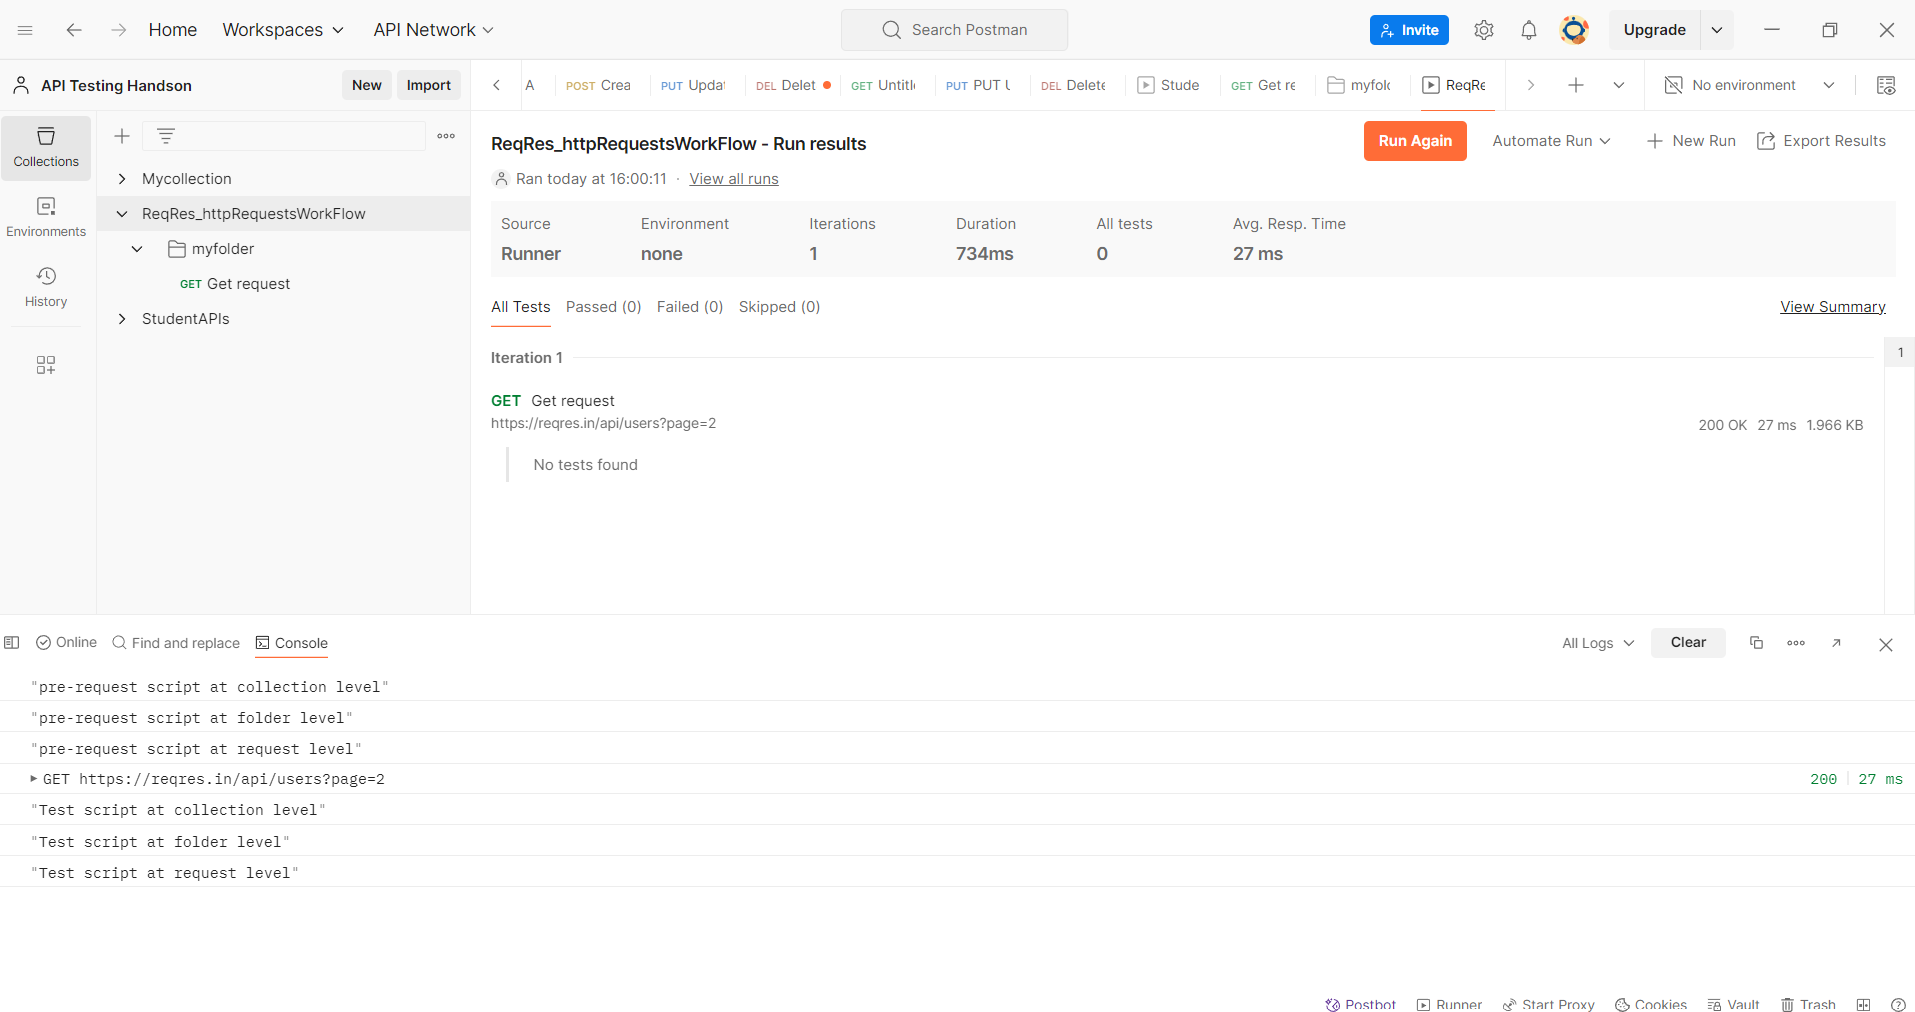 Home Workspaces API Network Search Postman Invite Upgrade
API Testing Handson New Import
A POST Crea PUT Updat DEL Delet GET Untitl PUT PUT U DEL Delete Stude GET Get re myfol ReqRe No environment
Collections
Environments
History
Mycollection
ReqRes_httpRequestsWorkFlow
myfolder
GET Get request
StudentAPIs
ReqRes_httpRequestsWorkFlow - Run results
Run Again Automate Run New Run Export Results
Ran today at 16:00:11 · View all runs
Source Environment Iterations Duration All tests Avg. Resp. Time
Runner none 1 734ms 0 27 ms
All Tests Passed (0) Failed (0) Skipped (0) View Summary
Iteration 1
1
GET Get request
https://reqres.in/api/users?page=2
200 OK 27 ms 1.966 KB
No tests found
Online Find and replace Console All Logs Clear
"pre-request script at collection level"
"pre-request script at folder level"
"pre-request script at request level"
GET https://reqres.in/api/users?page=2 200 27 ms
"Test script at collection level"
"Test script at folder level"
"Test script at request level"
Postbot Runner Start Proxy Cookies Vault Trash